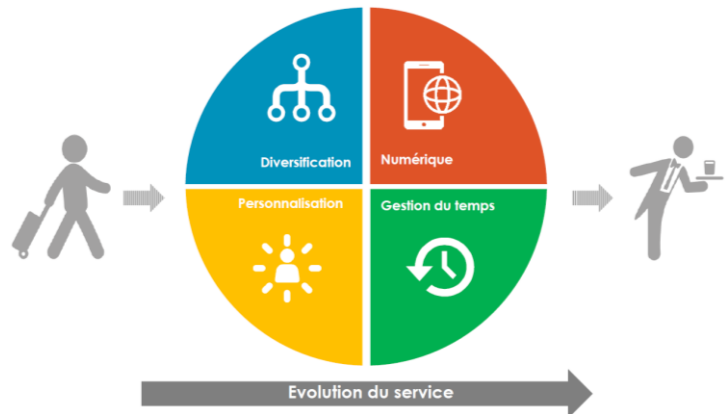 Diversification
Numérique
Personnalisation
Gestion du temps
Evolution du service